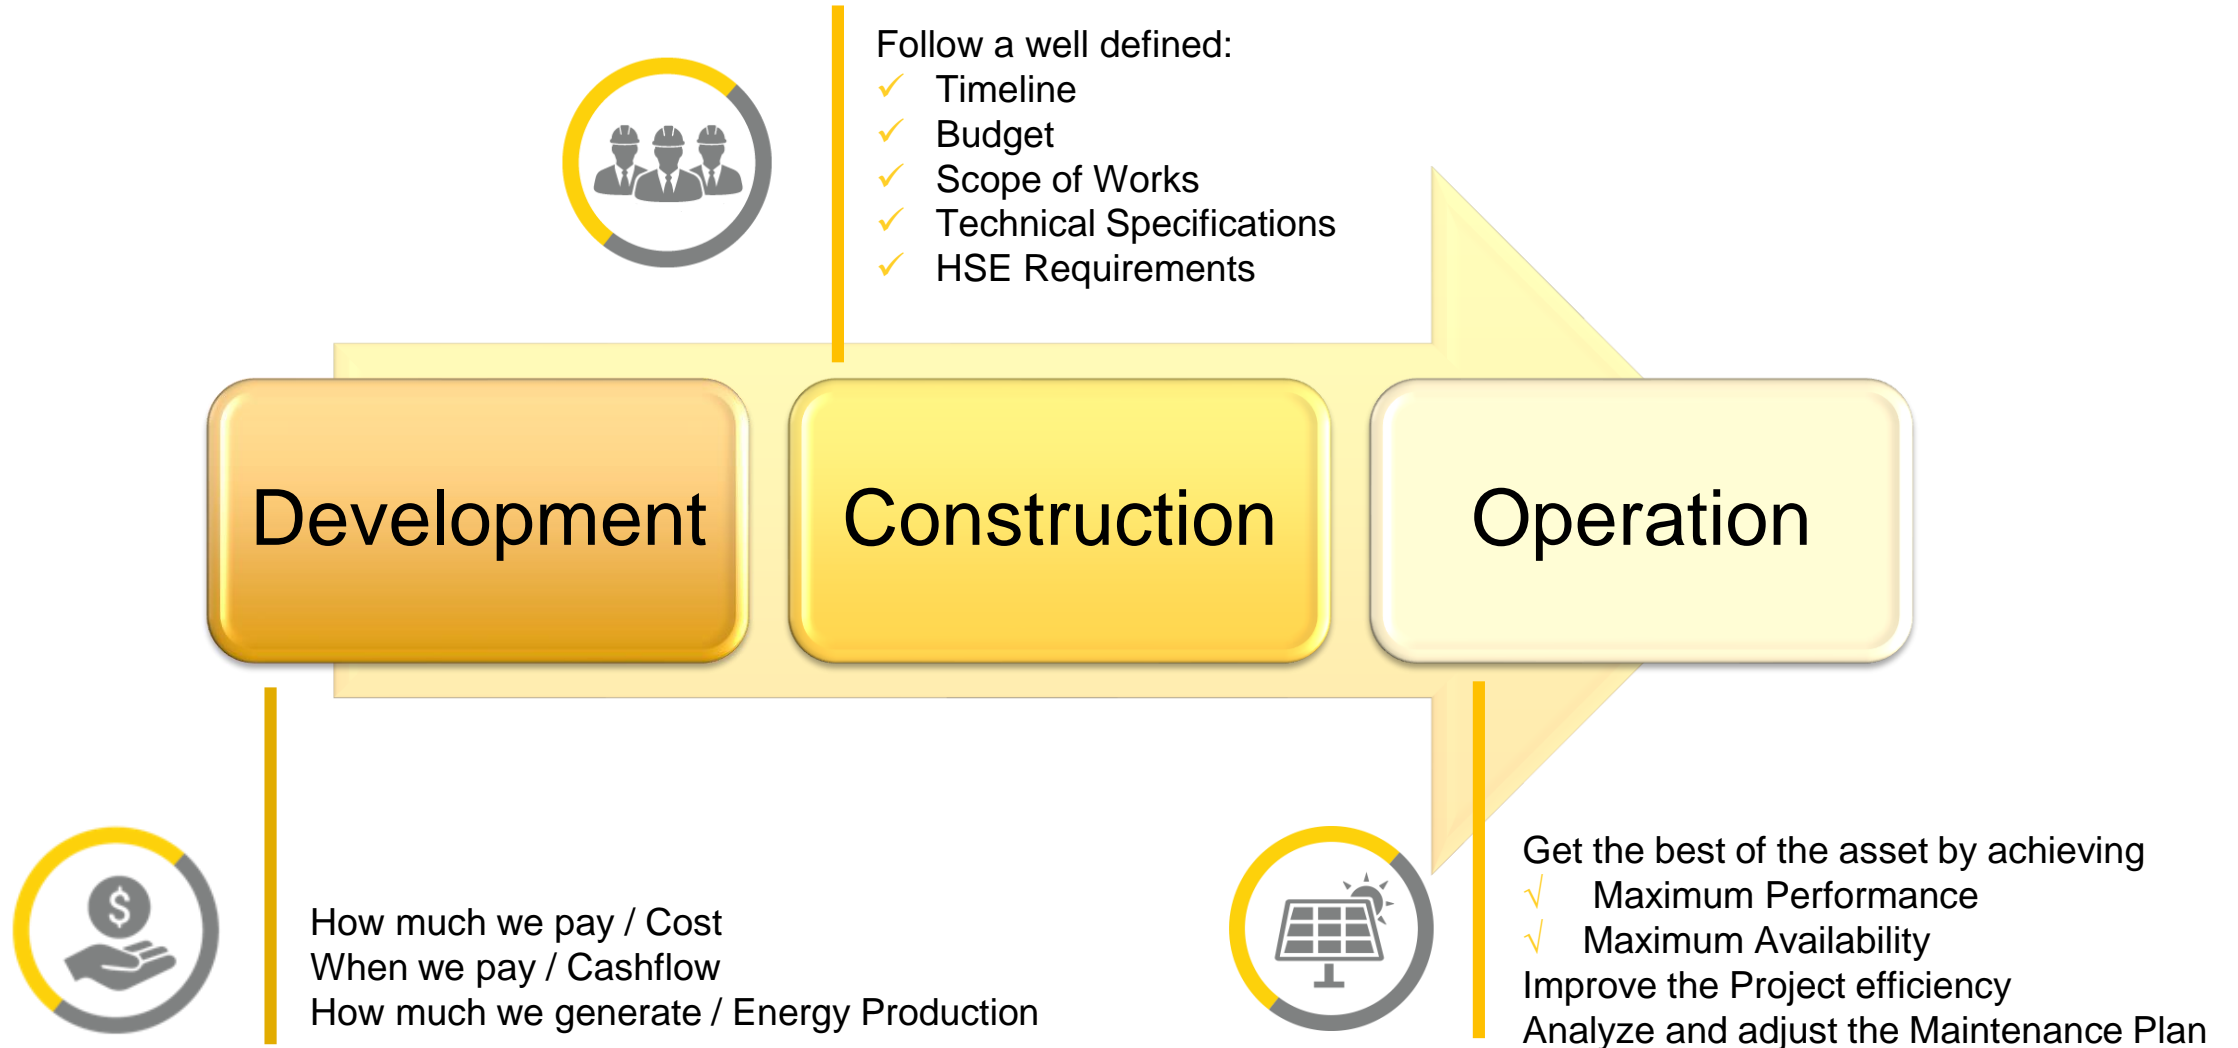 Follow a well defined:
✓ Timeline
✓ Budget
✓ Scope of Works
✓ Technical Specifications
✓ HSE Requirements
Development
Construction
Operation
$
How much we pay / Cost
When we pay / Cashflow
How much we generate / Energy Production
Get the best of the asset by achieving
√ Maximum Performance
√ Maximum Availability
Improve the Project efficiency
Analyze and adjust the Maintenance Plan